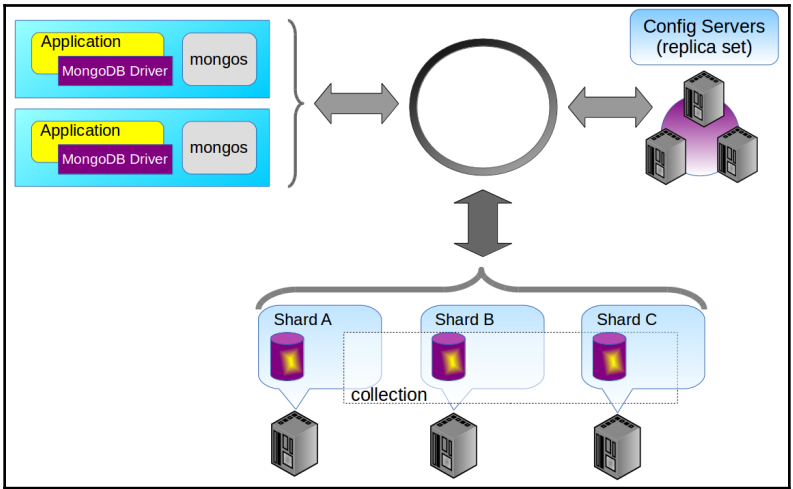 Application
MongoDB Driver
mongos
Application
MongoDB Driver
mongos
Config Servers
(replica set)
Shard A
Shard B
Shard C
collection